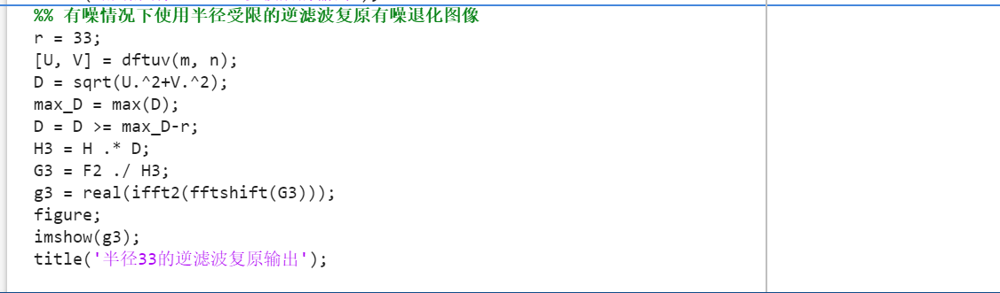 %% 有噪情况下使用半径受限的逆滤波复原有噪退化图像
r = 33;
[U, V] = dftuv(m, n);
D = sqrt(U.^2+V.^2);
max_D = max(D);
D = D >= max_D-r;
H3 = H .* D;
G3 = F2 ./ H3;
g3 = real(ifft2(fftshift(G3)));
figure;
imshow(g3);
title('半径33的逆滤波复原输出');